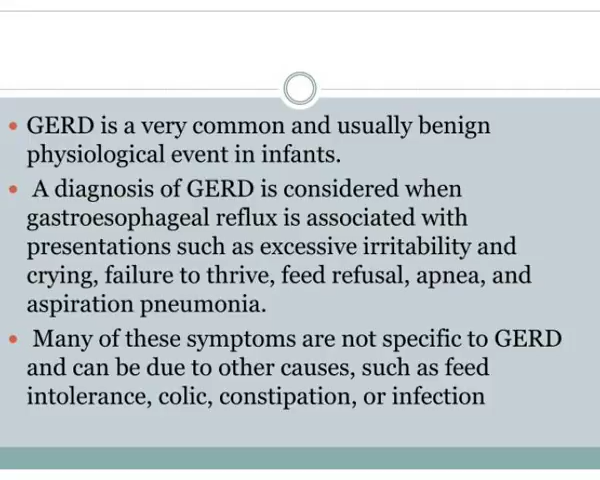 • GERD is a very common and usually benign
physiological event in infants.
• A diagnosis of GERD is considered when
gastroesophageal reflux is associated with
presentations such as excessive irritability and
crying, failure to thrive, feed refusal, apnea, and
aspiration pneumonia.
• Many of these symptoms are not specific to GERD
and can be due to other causes, such as feed
intolerance, colic, constipation, or infection